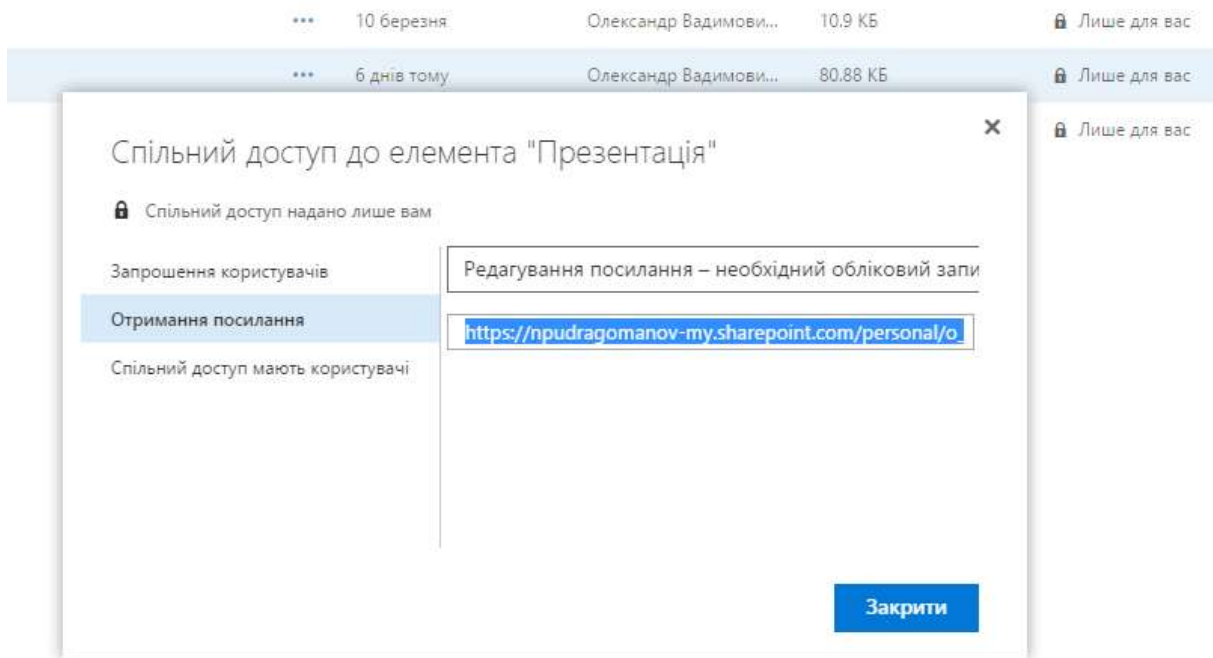 ••• 10 березня Олександр Вадимови... 10.9 КБ Лише для вас
••• 6 днів тому Олександр Вадимови... 80.88 КБ Лише для вас
Лише для вас
Спільний доступ до елемента "Презентація"
Спільний доступ надано лише вам
Запрошення користувачів
Отримання посилання
Спільний доступ мають користувачі
Редагування посилання – необхідний обліковий запи
https://npudragomanov-my.sharepoint.com/personal/o_
Закрити